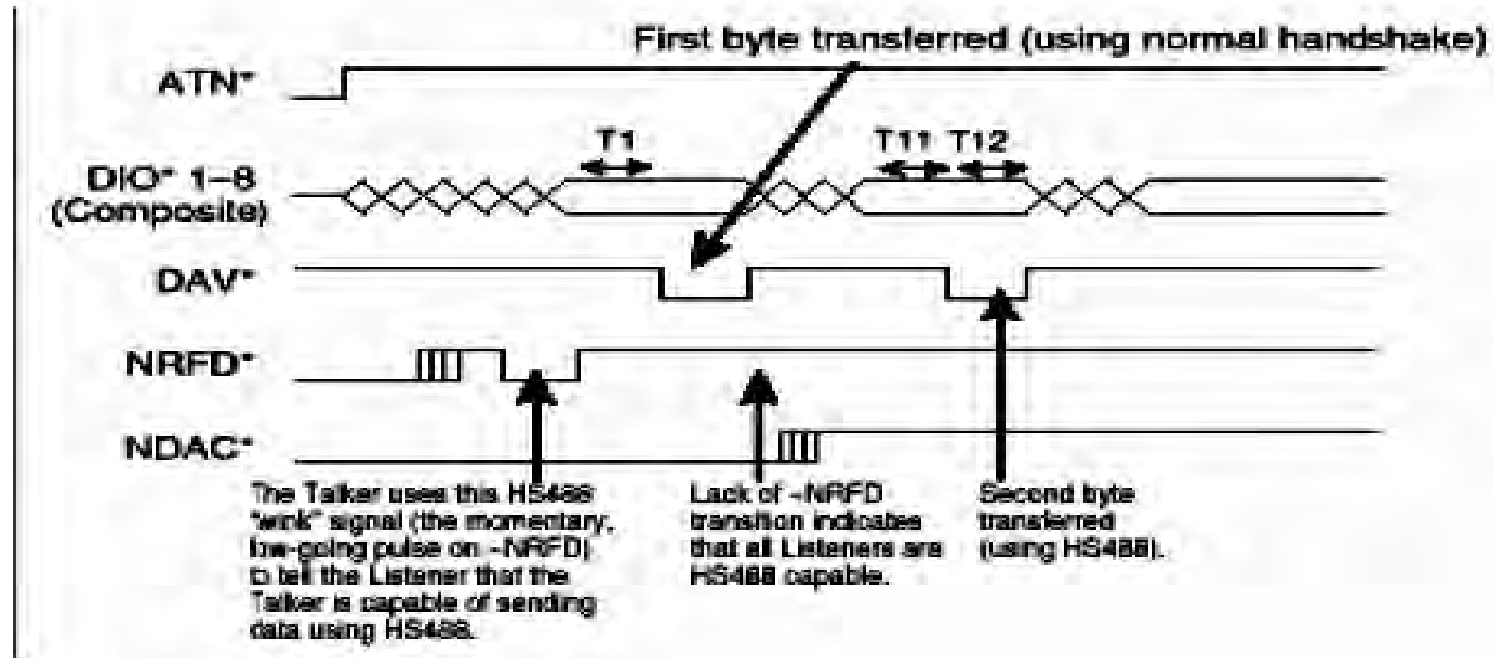 First byte transferred (using normal handshake)
ATN*
T1
T11 T12
DIO* 1–8
(Composite)
DAV*
NRFD*
NDAC*
The Talker uses this HS488
"wink" signal (the momentary,
low-going pulse on ~NRFD)
to tell the Listener that the
Talker is capable of sending
data using HS488.
Lack of ~NRFD
transition indicates
that all Listeners are
HS488 capable.
Second byte
transferred
(using HS488).